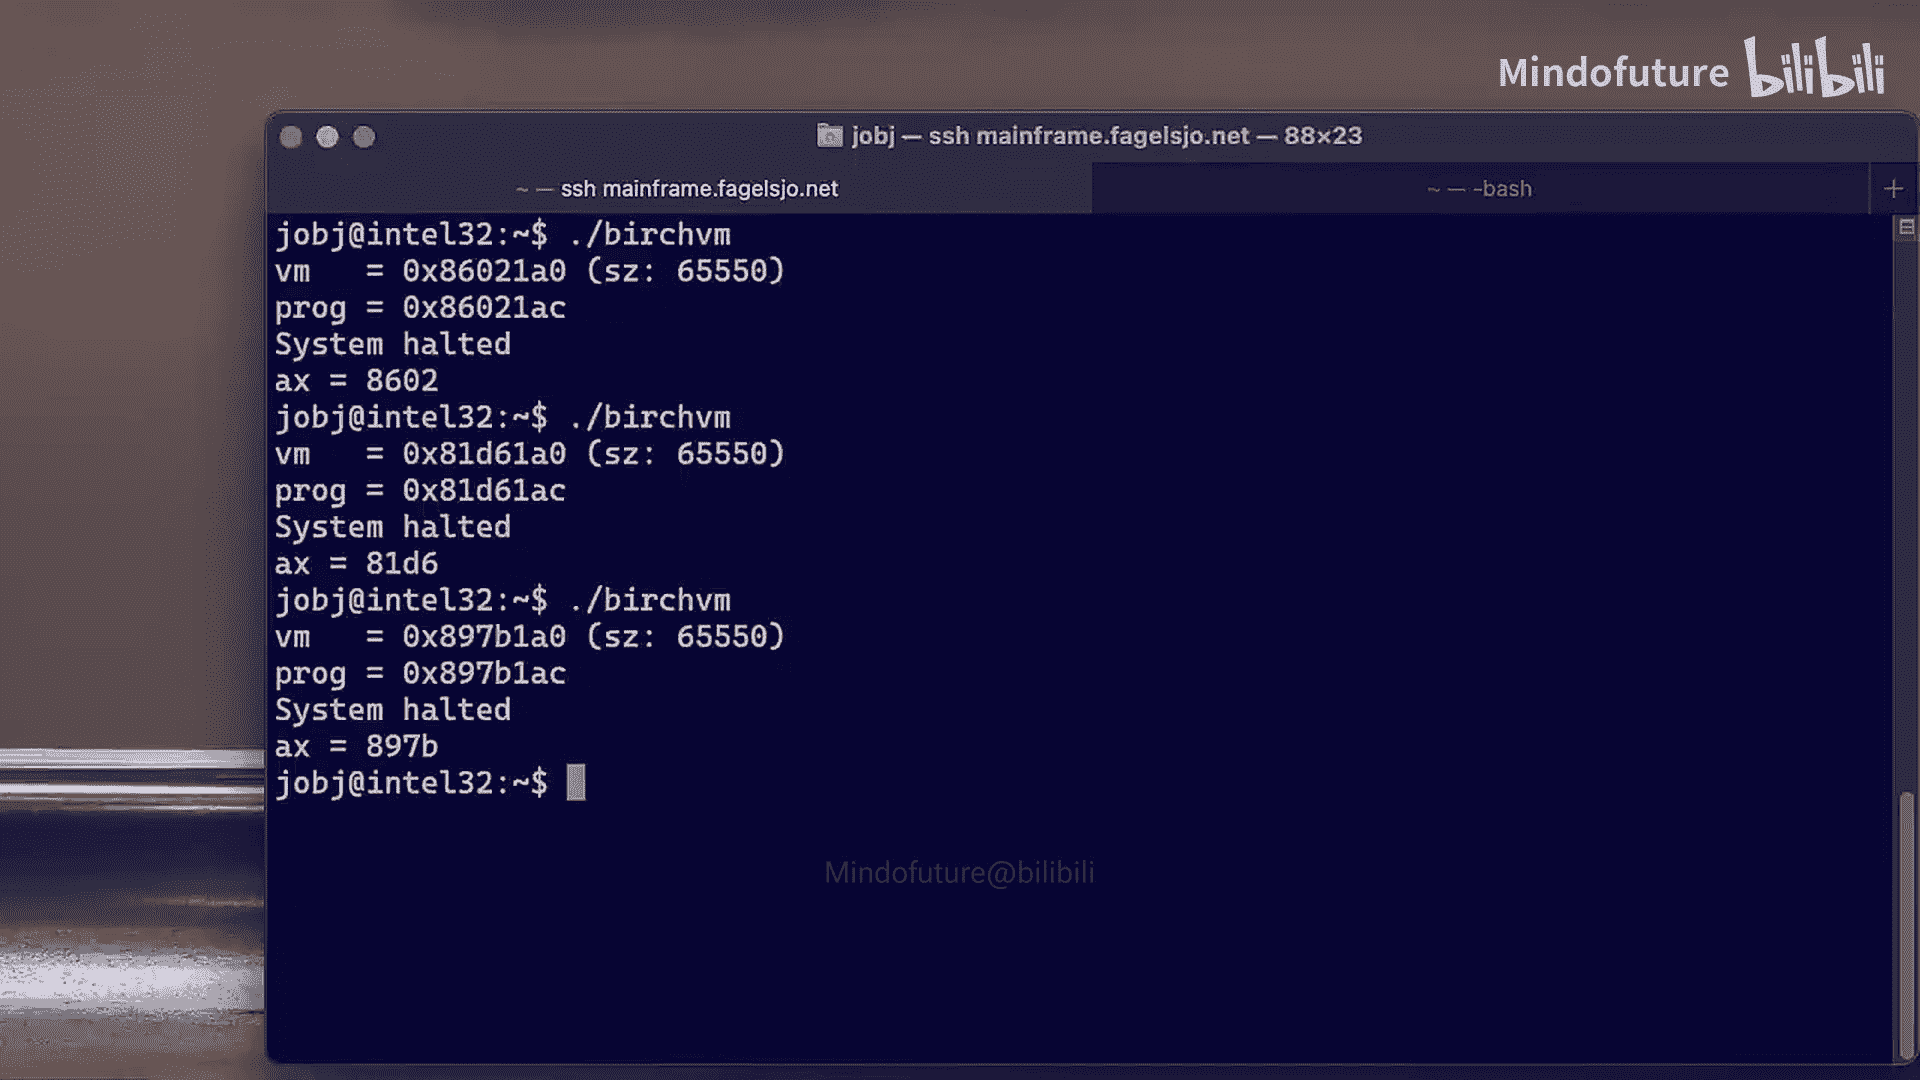 Mindofuture bilibili
jobj — ssh mainframe.fagelsjo.net — 88×23
~ — ssh mainframe.fagelsjo.net
~ — -bash
+
jobj@intel32:~$ ./birchvm
vm   = 0x86021a0 (sz: 65550)
prog = 0x86021ac
System halted
ax = 8602
jobj@intel32:~$ ./birchvm
vm   = 0x81d61a0 (sz: 65550)
prog = 0x81d61ac
System halted
ax = 81d6
jobj@intel32:~$ ./birchvm
vm   = 0x897b1a0 (sz: 65550)
prog = 0x897b1ac
System halted
ax = 897b
jobj@intel32:~$
Mindofuture@bilibili